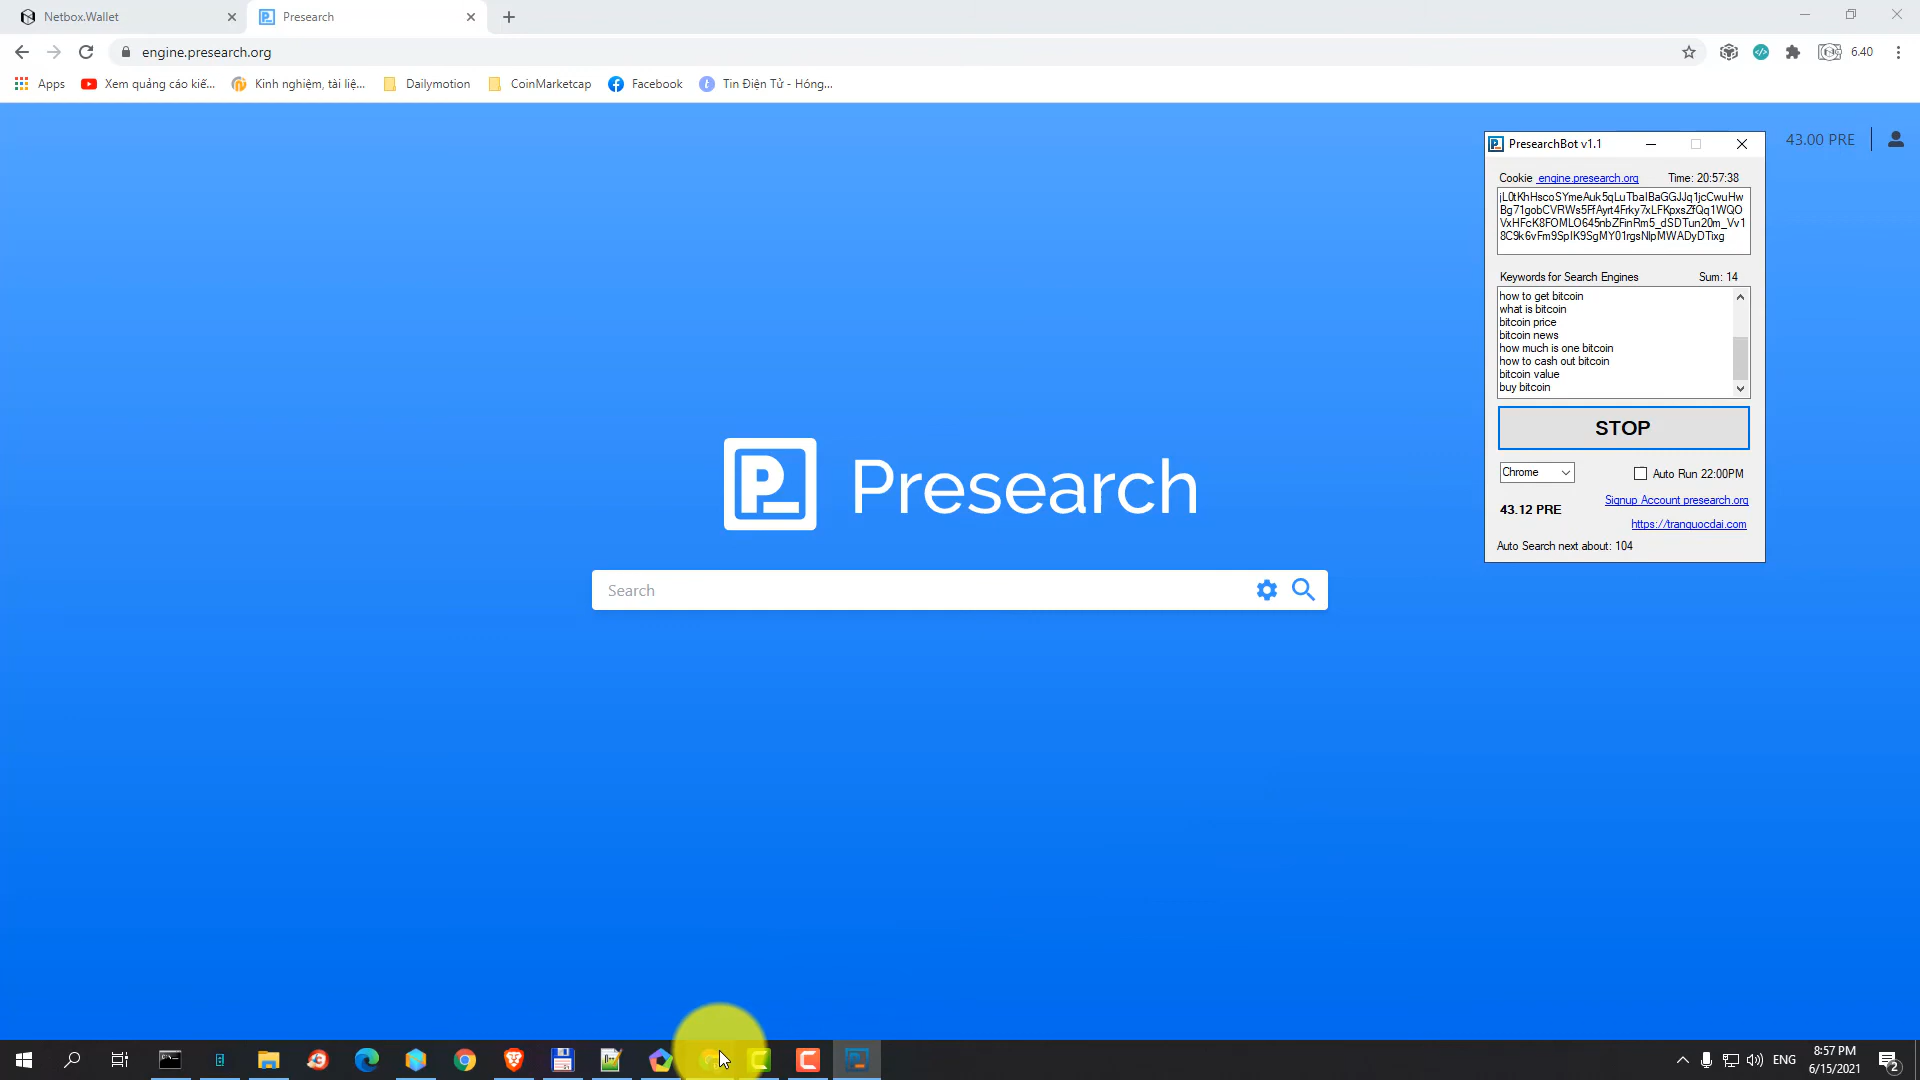 Netbox.Wallet
Presearch
engine.presearch.org
6.40
Apps
Xem quảng cáo kiế...
Kinh nghiệm, tài liệ...
Dailymotion
CoinMarketcap
Facebook
Tin Điện Tử - Hóng...
43.00 PRE
PresearchBot v1.1
Cookie engine.presearch.org Time: 20:57:38
Keywords for Search Engines Sum: 14
how to get bitcoin
what is bitcoin
bitcoin price
bitcoin news
how much is one bitcoin
how to cash out bitcoin
bitcoin value
buy bitcoin
STOP
Chrome
Auto Run 22:00PM
Signup Account presearch.org
43.12 PRE
https://tranquocdai.com
Auto Search next about: 104
Presearch
Search
ENG
8:57 PM
6/15/2021
2